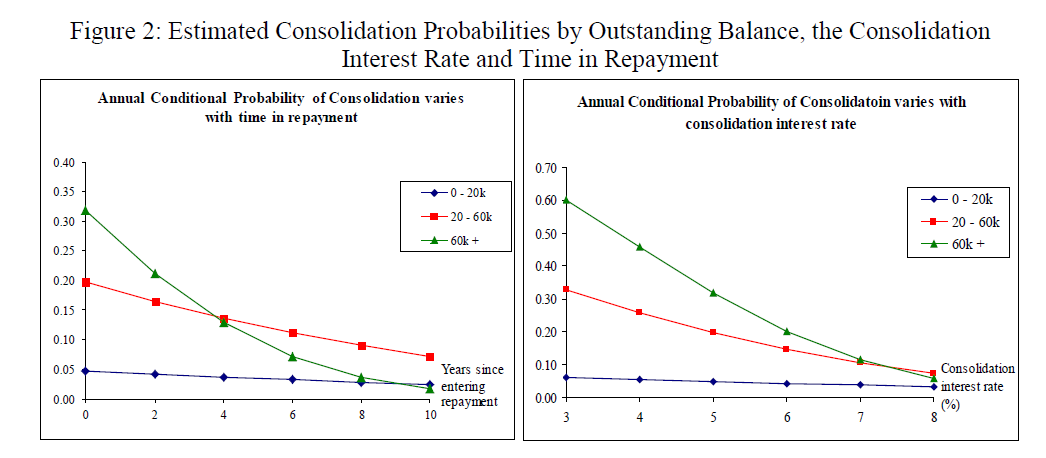 Figure 2: Estimated Consolidation Probabilities by Outstanding Balance, the Consolidation
Interest Rate and Time in Repayment
Annual Conditional Probability of Consolidation varies
with time in repayment
0.40
0.35
0.30
0.25
0.20
0.15
0.10
0.05
0.00
0
2
4
6
8
10
0 - 20k
20 - 60k
60k +
Years since
entering
repayment
Annual Conditional Probability of Consolidatoin varies with
consolidation interest rate
0.70
0.60
0.50
0.40
0.30
0.20
0.10
0.00
3
4
5
6
7
8
0 - 20k
20 - 60k
60k +
Consolidation
interest rate
(%)